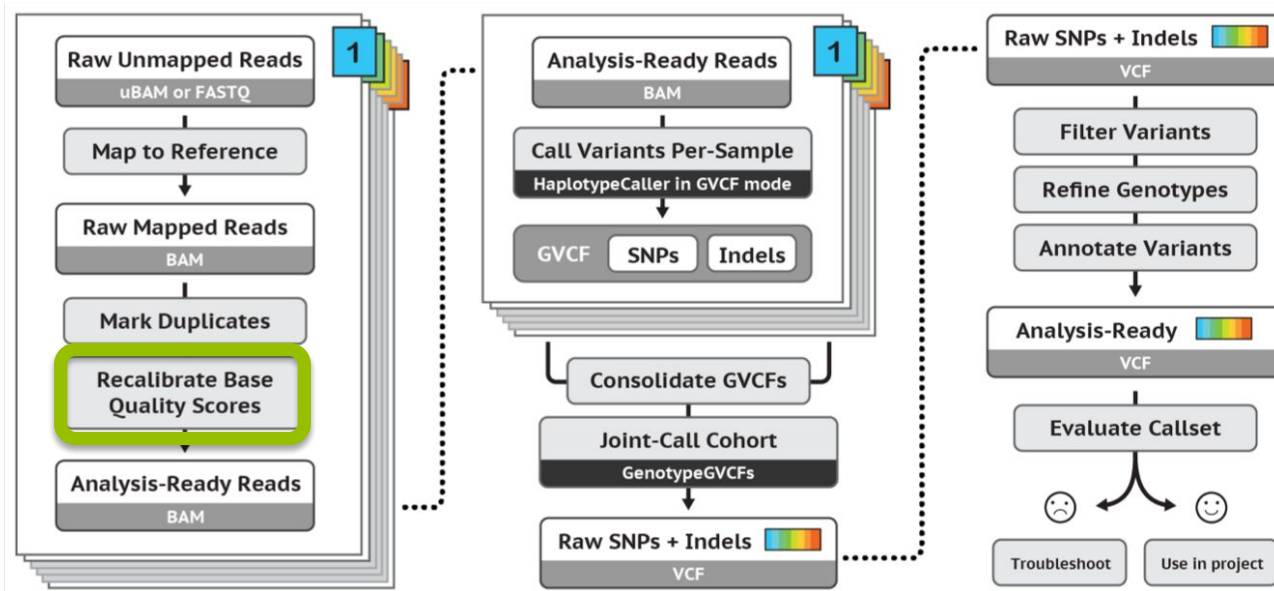 1
Raw Unmapped Reads
uBAM or FASTQ
Map to Reference
Raw Mapped Reads
BAM
Mark Duplicates
Recalibrate Base
Quality Scores
Analysis-Ready Reads
BAM
1
Analysis-Ready Reads
BAM
Call Variants Per-Sample
HaplotypeCaller in GVCF mode
GVCF SNPs Indels
Consolidate GVCFs
Joint-Call Cohort
GenotypeGVCFs
Raw SNPs + Indels
VCF
Raw SNPs + Indels
VCF
Filter Variants
Refine Genotypes
Annotate Variants
Analysis-Ready
VCF
Evaluate Callset
Troubleshoot
Use in project